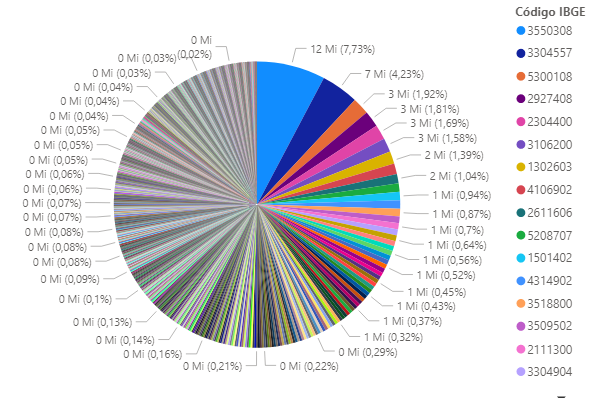 Código IBGE
3550308
3304557
5300108
2927408
2304400
3106200
1302603
4106902
2611606
5208707
1501402
4314902
3518800
3509502
2111300
3304904
12 Mi (7,73%)
7 Mi (4,23%)
3 Mi (1,92%)
3 Mi (1,81%)
3 Mi (1,69%)
3 Mi (1,58%)
2 Mi (1,39%)
2 Mi (1,04%)
1 Mi (0,94%)
1 Mi (0,87%)
1 Mi (0,7%)
1 Mi (0,64%)
1 Mi (0,56%)
1 Mi (0,52%)
1 Mi (0,45%)
1 Mi (0,43%)
1 Mi (0,37%)
1 Mi (0,32%)
0 Mi (0,29%)
0 Mi (0,22%)
0 Mi (0,21%)
0 Mi (0,16%)
0 Mi (0,14%)
0 Mi (0,13%)
0 Mi (0,1%)
0 Mi (0,09%)
0 Mi (0,08%)
0 Mi (0,08%)
0 Mi (0,08%)
0 Mi (0,07%)
0 Mi (0,07%)
0 Mi (0,06%)
0 Mi (0,06%)
0 Mi (0,05%)
0 Mi (0,05%)
0 Mi (0,05%)
0 Mi (0,04%)
0 Mi (0,04%)
0 Mi (0,04%)
0 Mi (0,03%)
0 Mi (0,03%)
0 Mi
(0,02%)